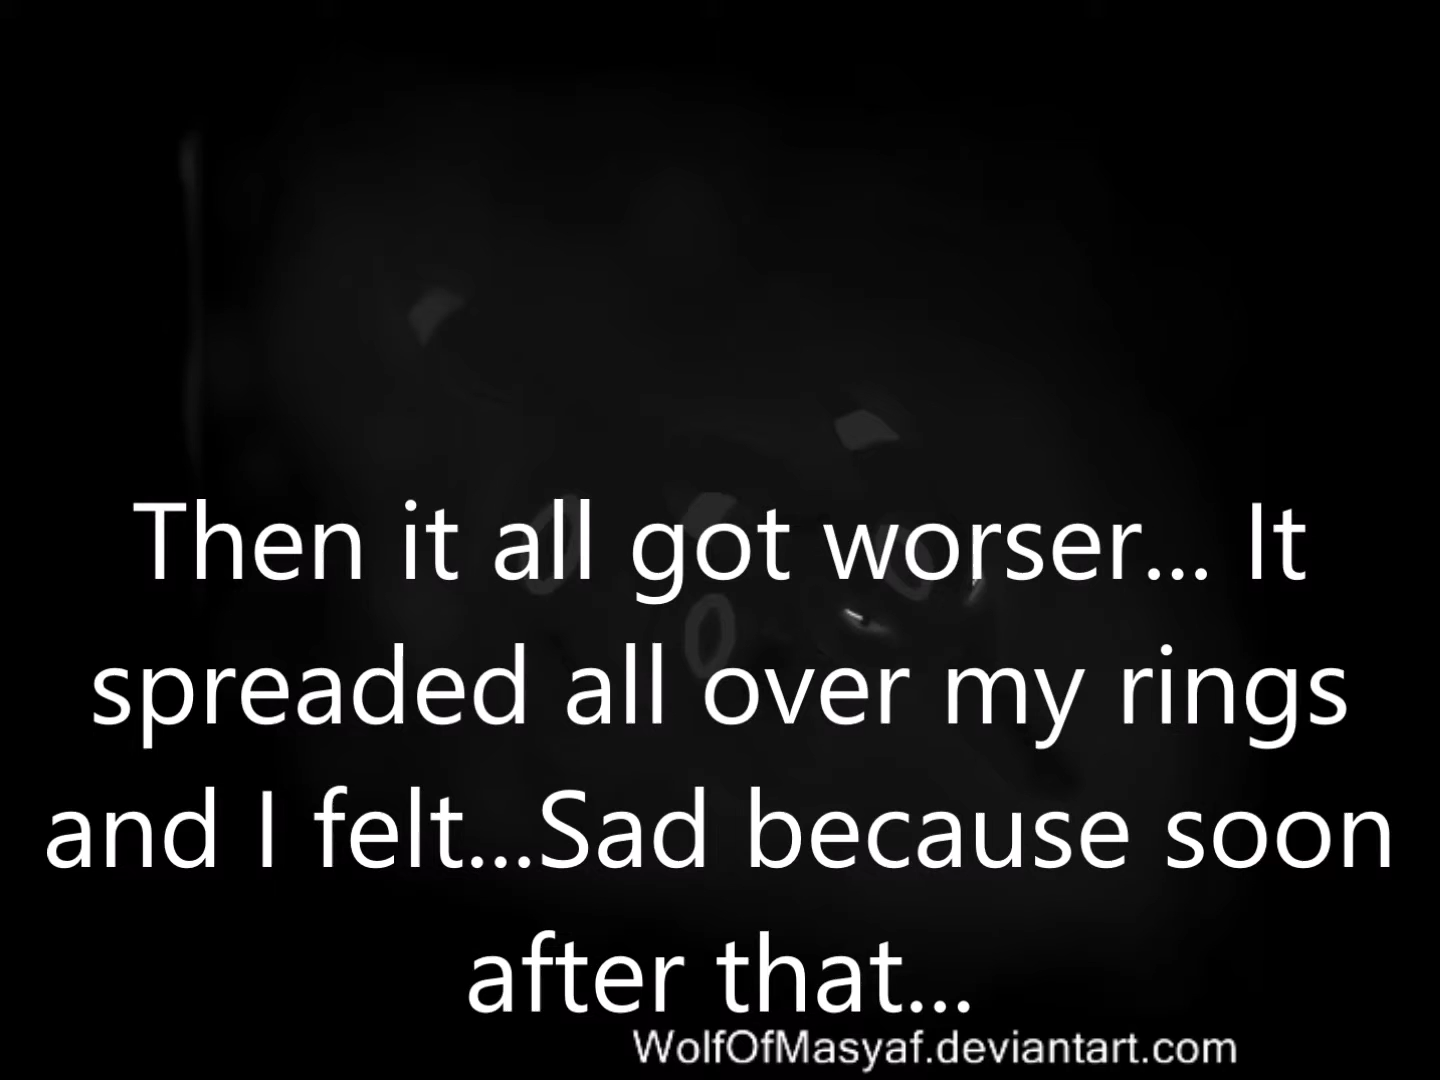 Then it all got worser... It
spreaded all over my rings
and I felt...Sad because soon
after that...
WolfOfMasyaf.deviantart.com